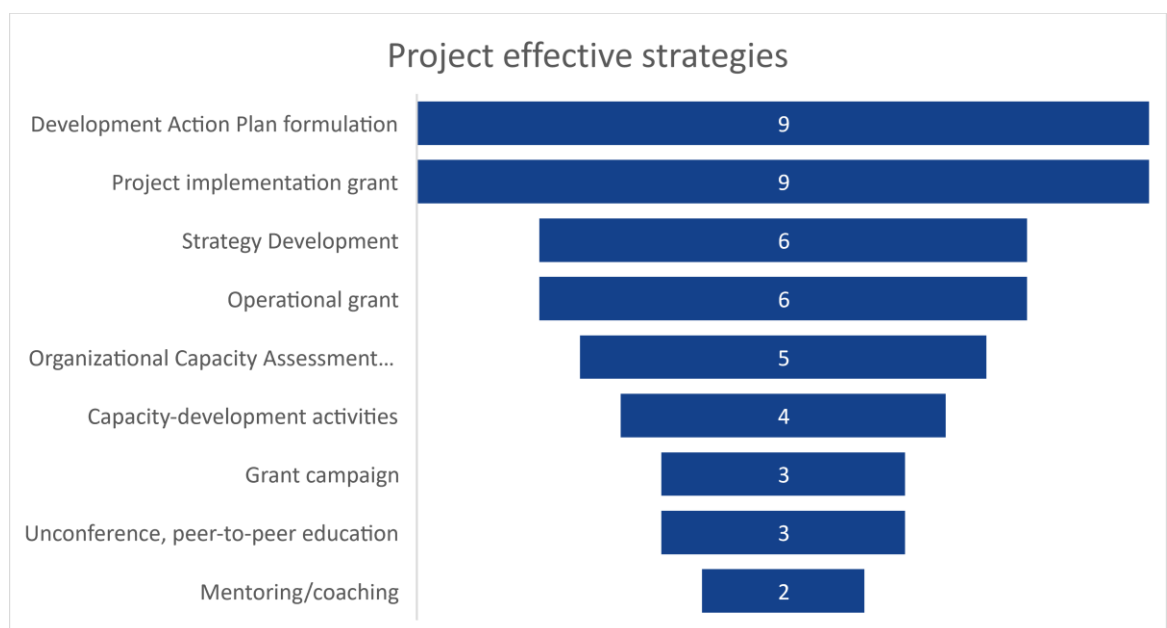 Project effective strategies
Development Action Plan formulation 9
Project implementation grant 9
Strategy Development 6
Operational grant 6
Organizational Capacity Assessment... 5
Capacity-development activities 4
Grant campaign 3
Unconference, peer-to-peer education 3
Mentoring/coaching 2